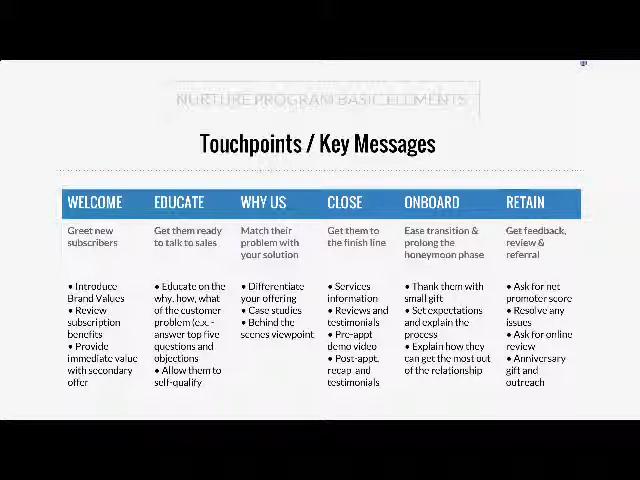 NURTURE PROGRAM BASIC ELEMENTS
Touchpoints / Key Messages
WELCOME
Greet new
subscribers
• Introduce
Brand Values
• Review
subscription
benefits
• Provide
immediate value
with secondary
offer
EDUCATE
Get them ready
to talk to sales
• Educate on the
why, how, what
of the customer
problem (e.x. -
answer top five
questions and
objections
• Allow them to
self-qualify
WHY US
Match their
problem with
your solution
• Differentiate
your offering
• Case studies
• Behind the
scenes viewpoint
CLOSE
Get them to
the finish line
• Services
information
• Reviews and
testimonials
• Pre-appt
demo video
• Post-appt.
recap and
testimonials
ONBOARD
Ease transition &
prolong the
honeymoon phase
• Thank them with
small gift
• Set expectations
and explain the
process
• Explain how they
can get the most out
of the relationship
RETAIN
Get feedback,
review &
referral
• Ask for net
promoter score
• Resolve any
issues
• Ask for online
review
• Anniversary
gift and
outreach